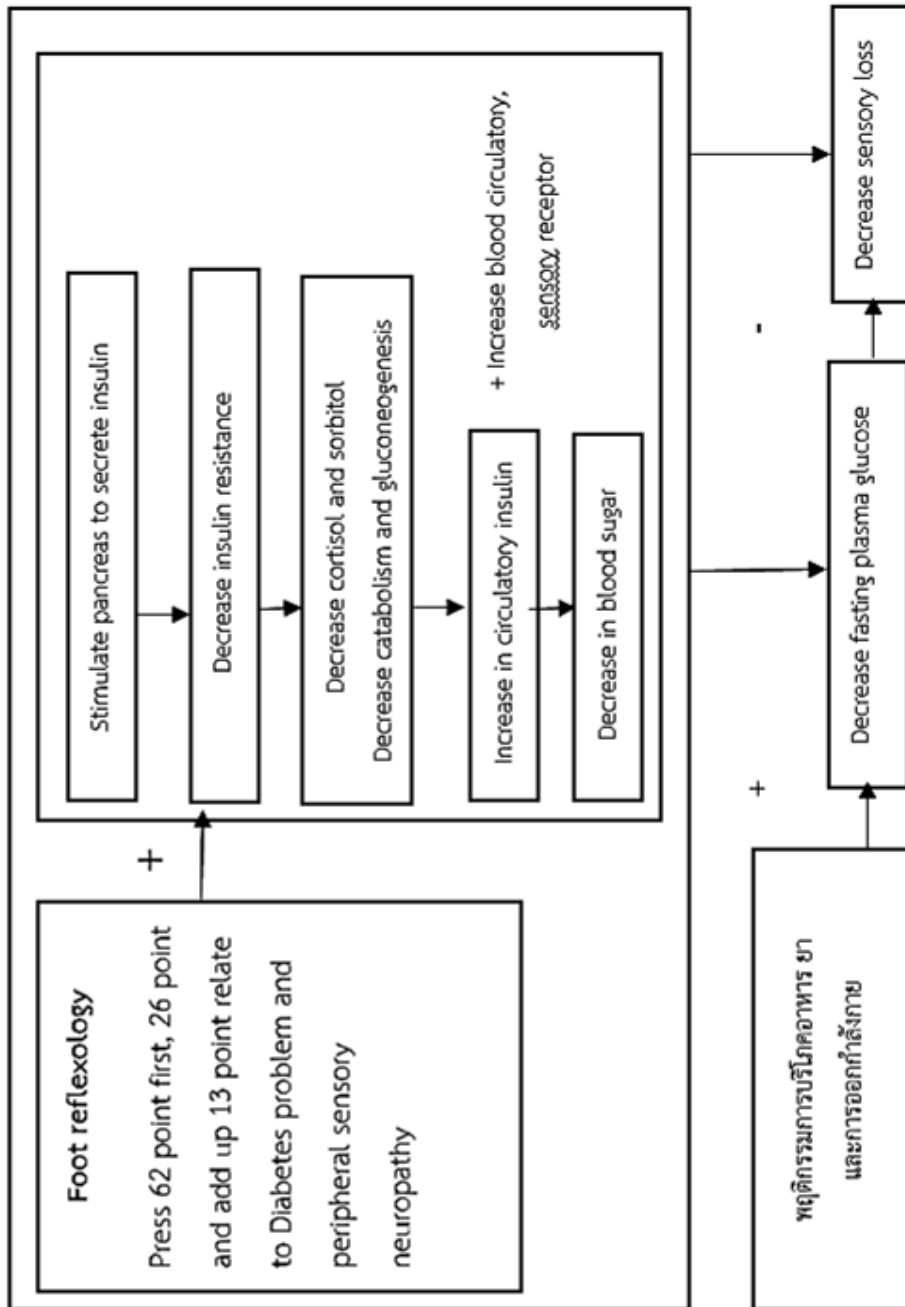 Foot reflexology
Press 62 point first, 26 point
and add up 13 point relate
to Diabetes problem and
peripheral sensory
neuropathy
+
Stimulate pancreas to secrete insulin
Decrease insulin resistance
Decrease cortisol and sorbitol
Decrease catabolism and gluconeogenesis
Increase in circulatory insulin
+ Increase blood circulatory,
sensory receptor
Decrease in blood sugar
+
-
พฤติกรรมการบริโภคอาหาร ยา
และการออกกำลังกาย
Decrease fasting plasma glucose
Decrease sensory loss